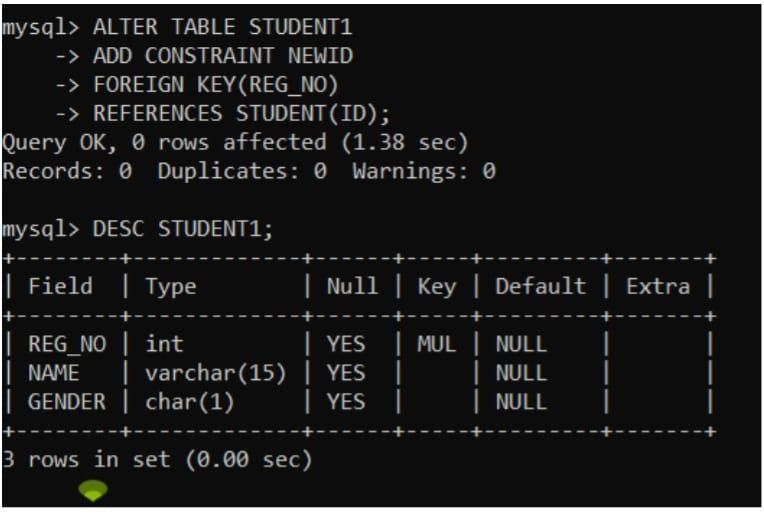 mysql> ALTER TABLE STUDENT1
    -> ADD CONSTRAINT NEWID
    -> FOREIGN KEY(REG_NO)
    -> REFERENCES STUDENT(ID);
Query OK, 0 rows affected (1.38 sec)
Records: 0  Duplicates: 0  Warnings: 0

mysql> DESC STUDENT1;
+--------+-------------+------+-----+---------+-------+
| Field  | Type        | Null | Key | Default | Extra |
+--------+-------------+------+-----+---------+-------+
| REG_NO | int         | YES  | MUL | NULL    |       |
| NAME   | varchar(15) | YES  |     | NULL    |       |
| GENDER | char(1)     | YES  |     | NULL    |       |
+--------+-------------+------+-----+---------+-------+
3 rows in set (0.00 sec)